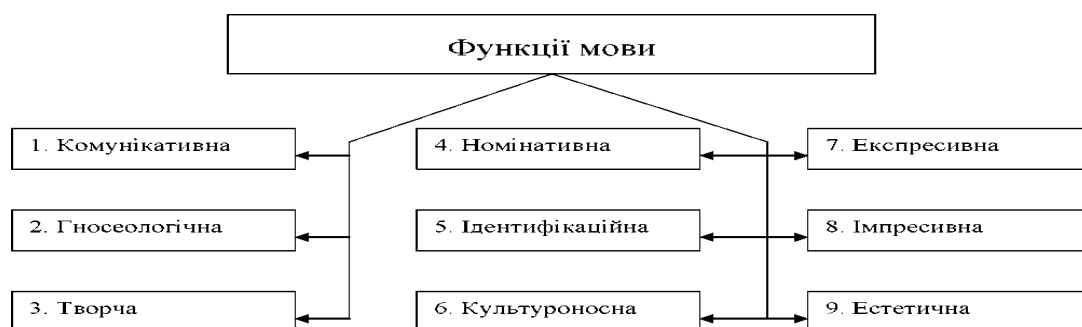 Функції мови
1. Комунікативна
4. Номінативна
7. Експресивна
2. Гносеологічна
5. Ідентифікаційна
8. Імпресивна
3. Творча
6. Культуроносна
9. Естетична